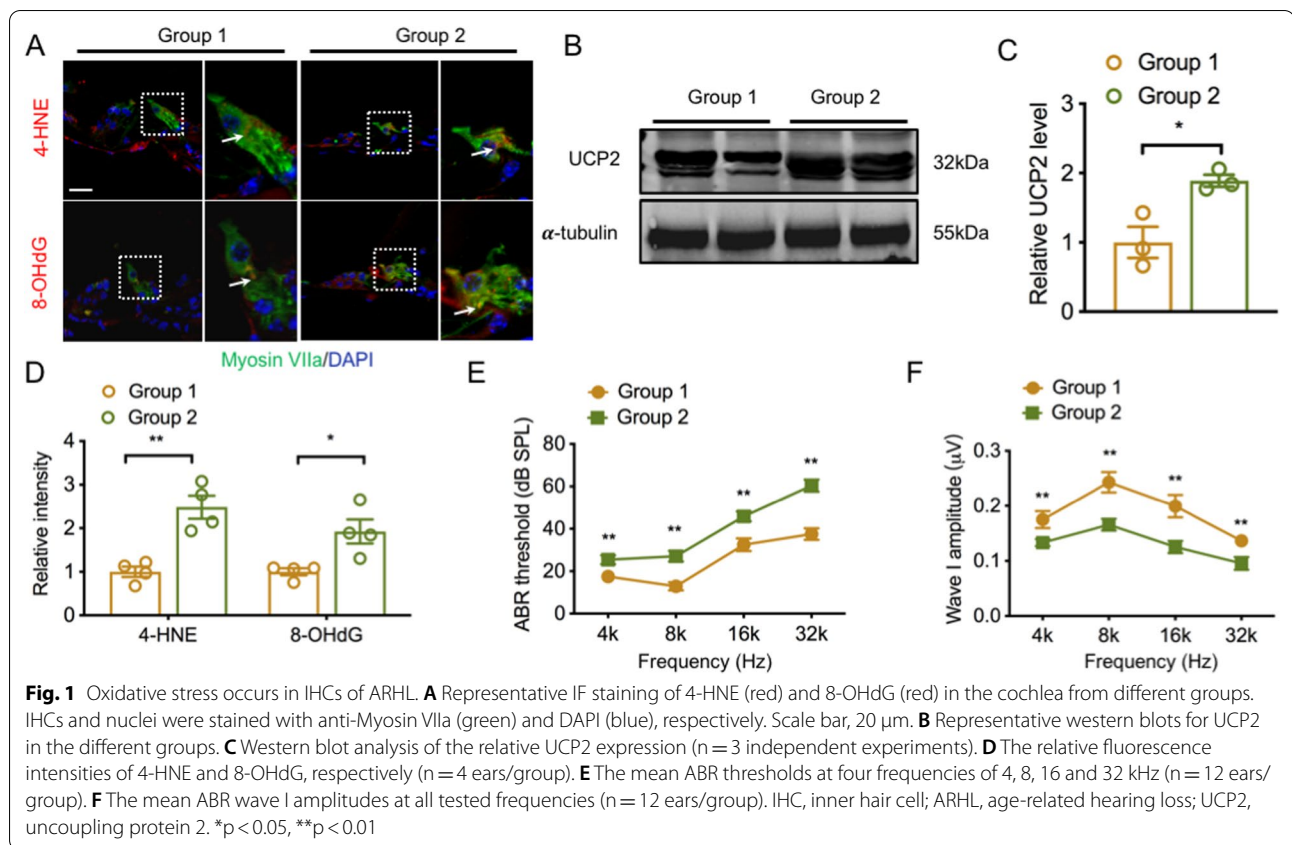 A
Group 1
Group 2
4-HNE
8-OHdG
Myosin VIIa/DAPI
B
Group 1
Group 2
UCP2
32kDa
α-tubulin
55kDa
C
Group 1
Group 2
Relative UCP2 level
3
2
1
0
*
D
Group 1
Group 2
Relative intensity
4
3
2
1
0
**
*
4-HNE
8-OHdG
E
Group 1
Group 2
ABR threshold (dB SPL)
80
60
40
20
0
**
**
**
**
4k
8k
16k
32k
Frequency (Hz)
F
Group 1
Group 2
Wave I amplitude (μV)
0.3
0.2
0.1
0.0
**
**
**
**
4k
8k
16k
32k
Frequency (Hz)
Fig. 1 Oxidative stress occurs in IHCs of ARHL. A Representative IF staining of 4-HNE (red) and 8-OHdG (red) in the cochlea from different groups.
IHCs and nuclei were stained with anti-Myosin VIIa (green) and DAPI (blue), respectively. Scale bar, 20 μm. B Representative western blots for UCP2
in the different groups. C Western blot analysis of the relative UCP2 expression (n = 3 independent experiments). D The relative fluorescence
intensities of 4-HNE and 8-OHdG, respectively (n = 4 ears/group). E The mean ABR thresholds at four frequencies of 4, 8, 16 and 32 kHz (n = 12 ears/
group). F The mean ABR wave I amplitudes at all tested frequencies (n = 12 ears/group). IHC, inner hair cell; ARHL, age-related hearing loss; UCP2,
uncoupling protein 2. *p < 0.05, **p < 0.01